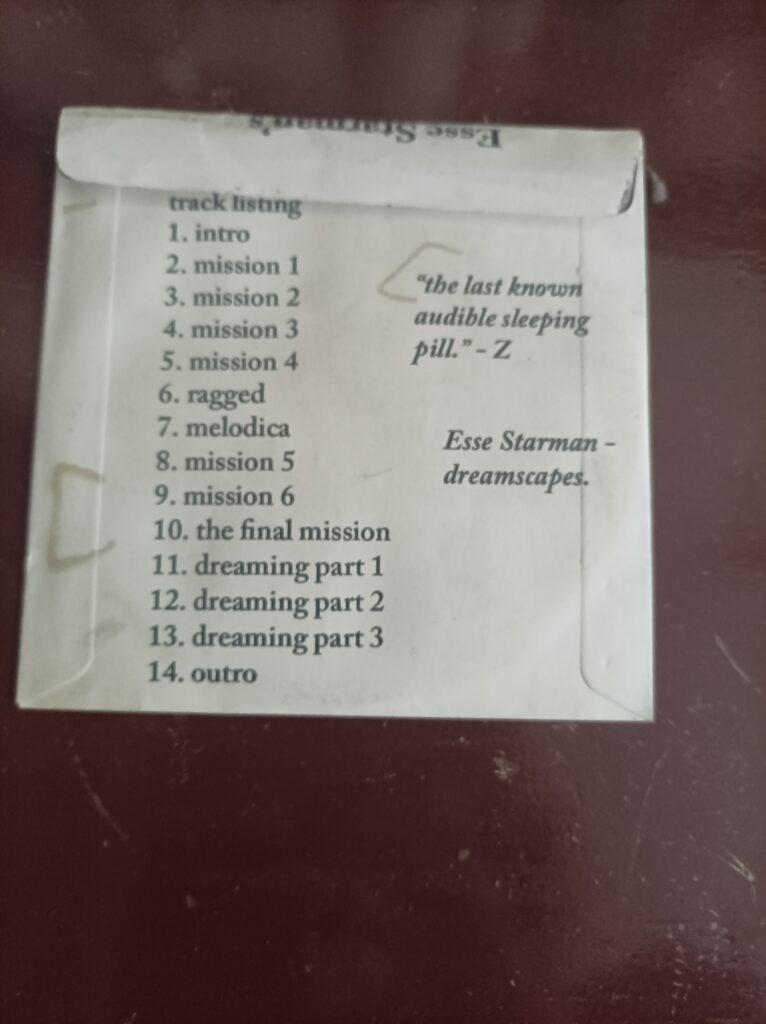 Esse Starman's
track listing
1. intro
2. mission 1
3. mission 2
4. mission 3
5. mission 4
6. ragged
7. melodica
8. mission 5
9. mission 6
10. the final mission
11. dreaming part 1
12. dreaming part 2
13. dreaming part 3
14. outro
"the last known
audible sleeping
pill." - Z
Esse Starman -
dreamscapes.